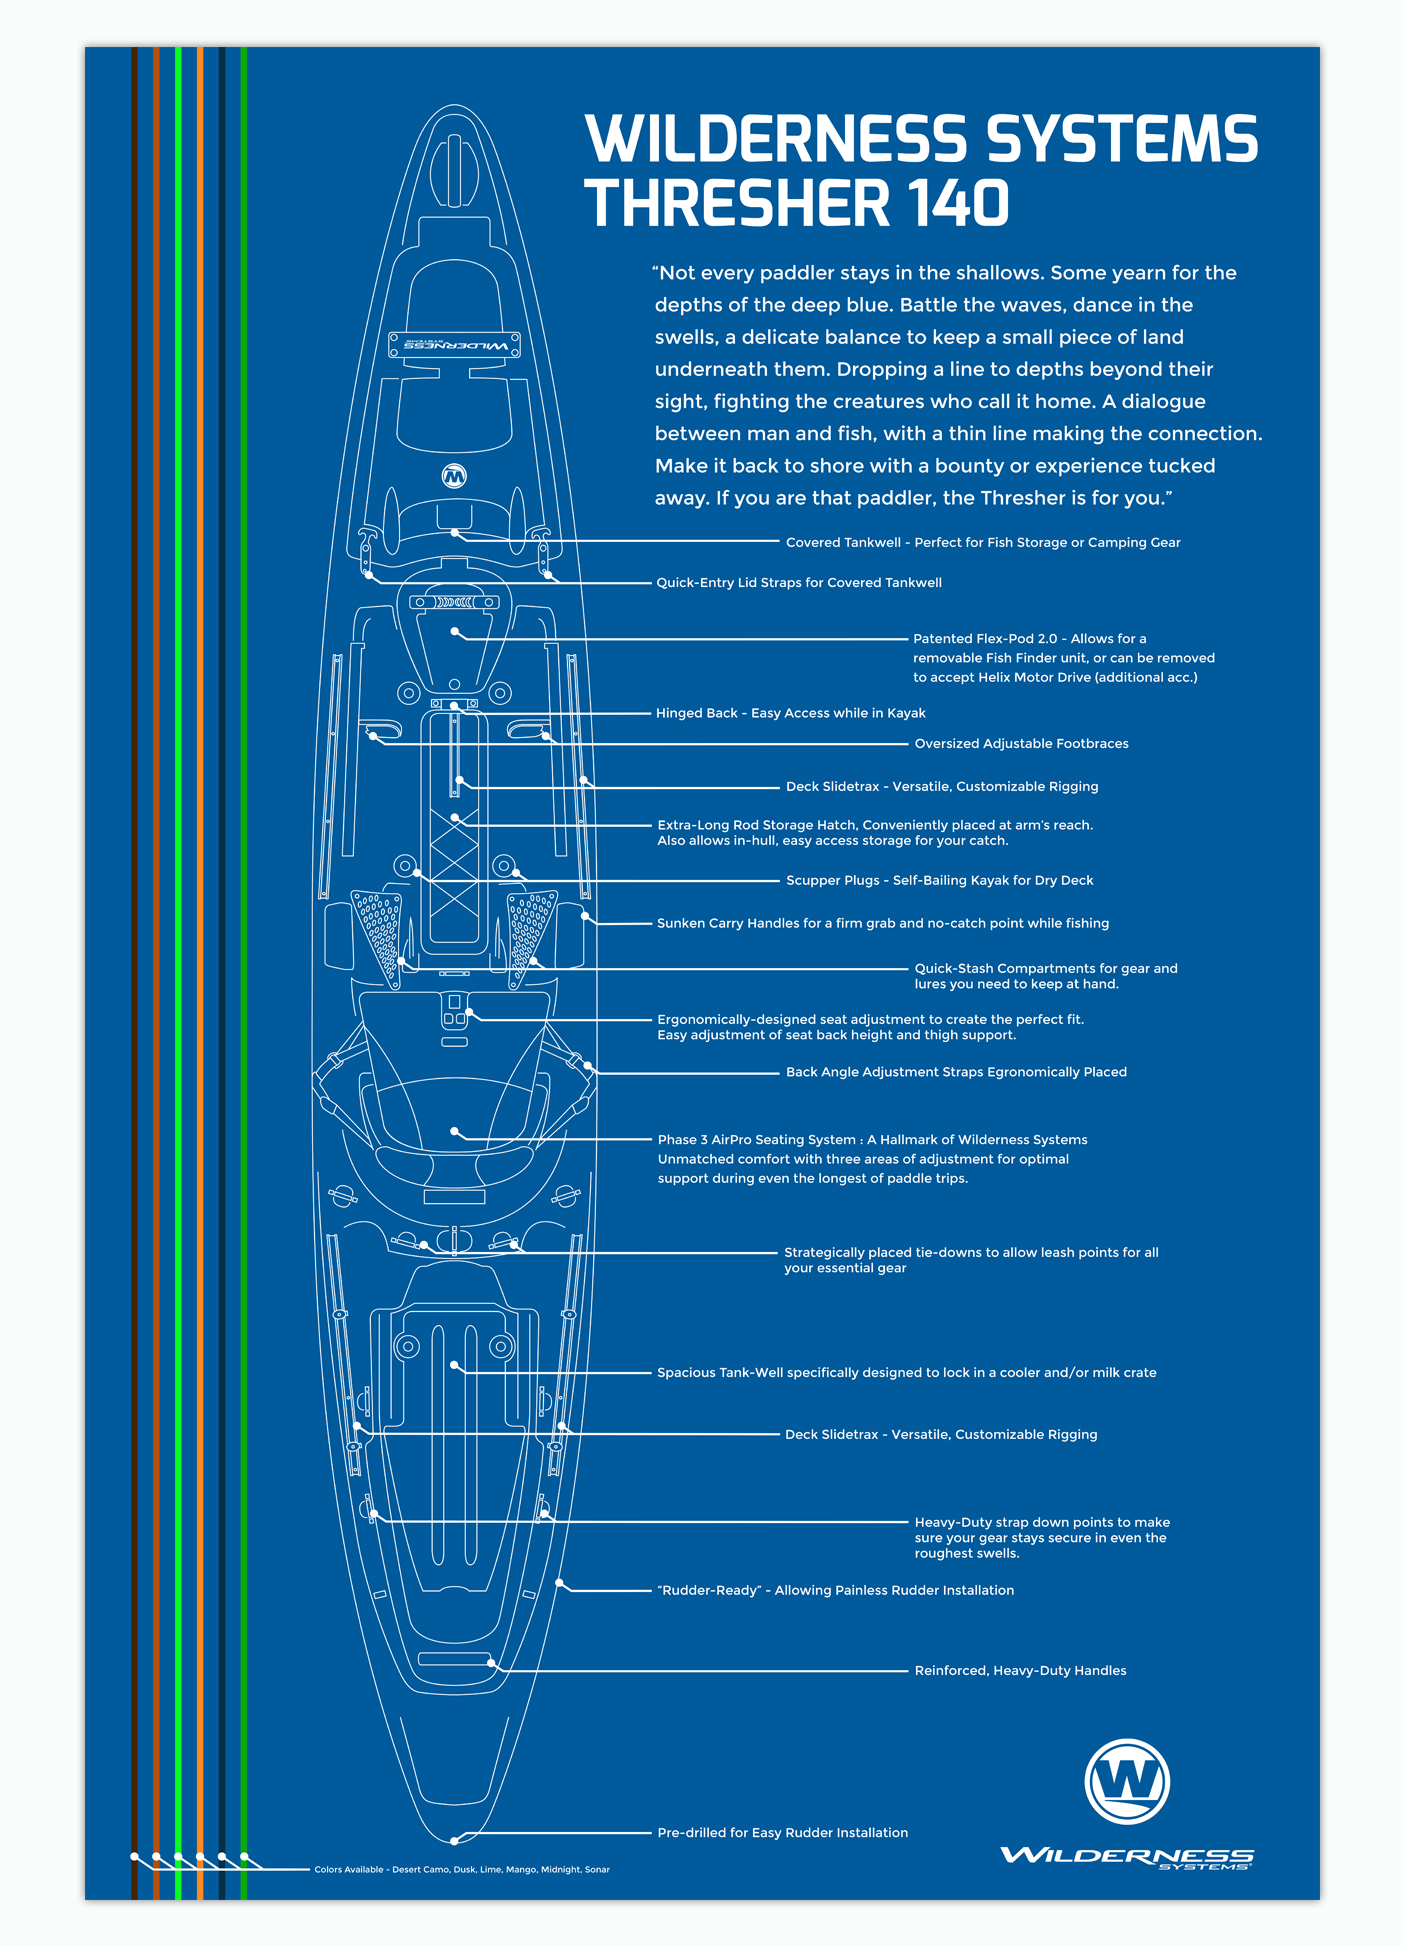 WILDERNESS SYSTEMS
THRESHER 140
“Not every paddler stays in the shallows. Some yearn for the
depths of the deep blue. Battle the waves, dance in the
swells, a delicate balance to keep a small piece of land
underneath them. Dropping a line to depths beyond their
sight, fighting the creatures who call it home. A dialogue
between man and fish, with a thin line making the connection.
Make it back to shore with a bounty or experience tucked
away. If you are that paddler, the Thresher is for you.”
WILDERNESS
SYSTEMS
W
Covered Tankwell - Perfect for Fish Storage or Camping Gear
Quick-Entry Lid Straps for Covered Tankwell
Patented Flex-Pod 2.0 - Allows for a
removable Fish Finder unit, or can be removed
to accept Helix Motor Drive (additional acc.)
Hinged Back - Easy Access while in Kayak
Oversized Adjustable Footbraces
Deck Slidetrax - Versatile, Customizable Rigging
Extra-Long Rod Storage Hatch, Conveniently placed at arm's reach.
Also allows in-hull, easy access storage for your catch.
Scupper Plugs - Self-Bailing Kayak for Dry Deck
Sunken Carry Handles for a firm grab and no-catch point while fishing
Quick-Stash Compartments for gear and
lures you need to keep at hand.
Ergonomically-designed seat adjustment to create the perfect fit.
Easy adjustment of seat back height and thigh support.
Back Angle Adjustment Straps Egronomically Placed
Phase 3 AirPro Seating System : A Hallmark of Wilderness Systems
Unmatched comfort with three areas of adjustment for optimal
support during even the longest of paddle trips.
Strategically placed tie-downs to allow leash points for all
your essential gear
Spacious Tank-Well specifically designed to lock in a cooler and/or milk crate
Deck Slidetrax - Versatile, Customizable Rigging
Heavy-Duty strap down points to make
sure your gear stays secure in even the
roughest swells.
“Rudder-Ready” - Allowing Painless Rudder Installation
Reinforced, Heavy-Duty Handles
Pre-drilled for Easy Rudder Installation
Colors Available - Desert Camo, Dusk, Lime, Mango, Midnight, Sonar
W
WILDERNESS
SYSTEMS®